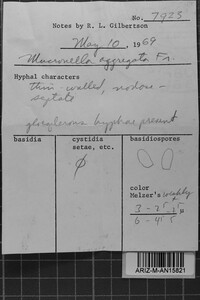 No. 7925
Notes by R. L. Gilbertson
May 10, 1969
Mucronella aggregata Fr.
Hyphal characters
thin-walled, nodose-
septate
gloeoplerous hyphae present
basidia
cystidia
setae, etc.
basidiospores
color
Melzer's weakly +
μ
ARIZ-M-AN15821